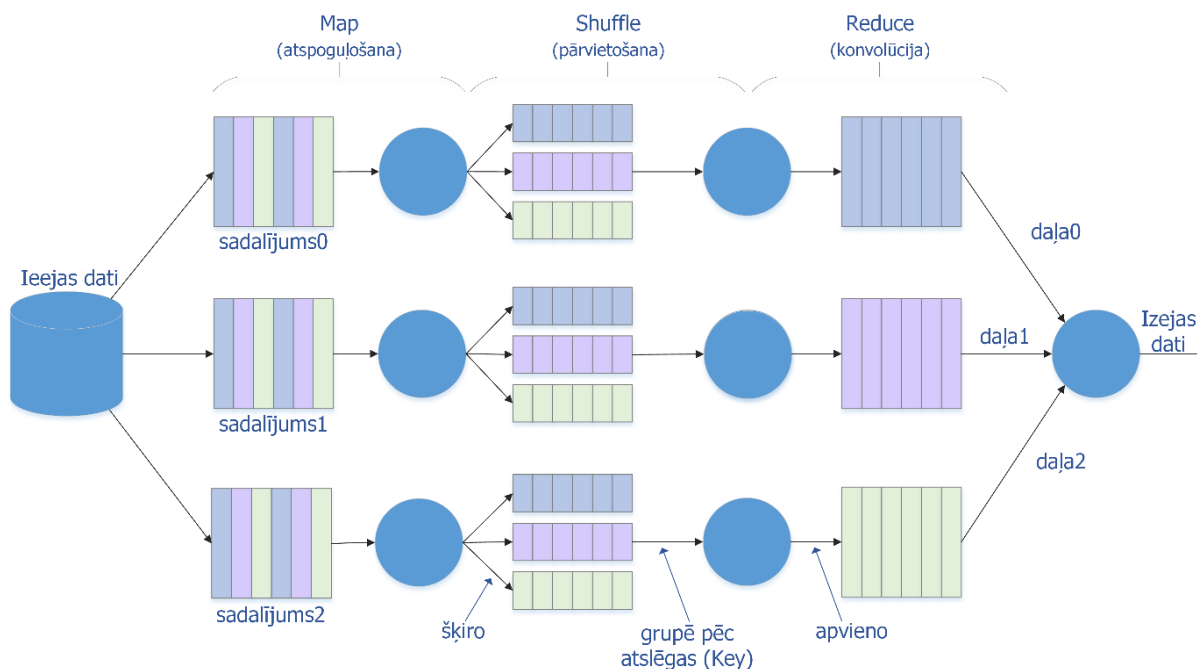 Map
(atspoguļošana)
Shuffle
(pārvietošana)
Reduce
(konvolūcija)
sadalījums0
daļa0
Ieejas dati
Izejas
dati
daļa1
sadalījums1
daļa2
sadalījums2
šķiro
grupē pēc
atslēgas (Key)
apvieno